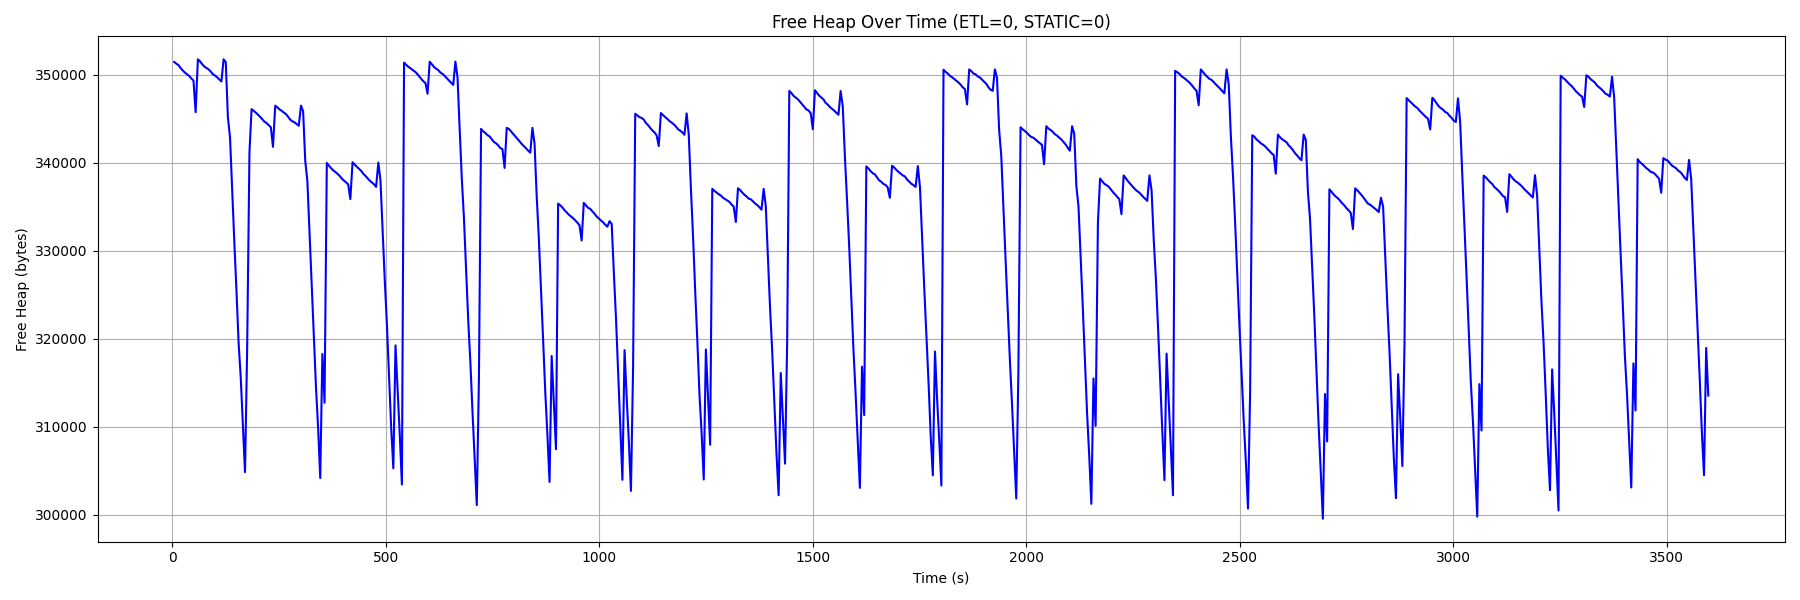 Free Heap Over Time (ETL=0, STATIC=0)
Free Heap (bytes)
350000
340000
330000
320000
310000
300000
0 500 1000 1500 2000 2500 3000 3500
Time (s)